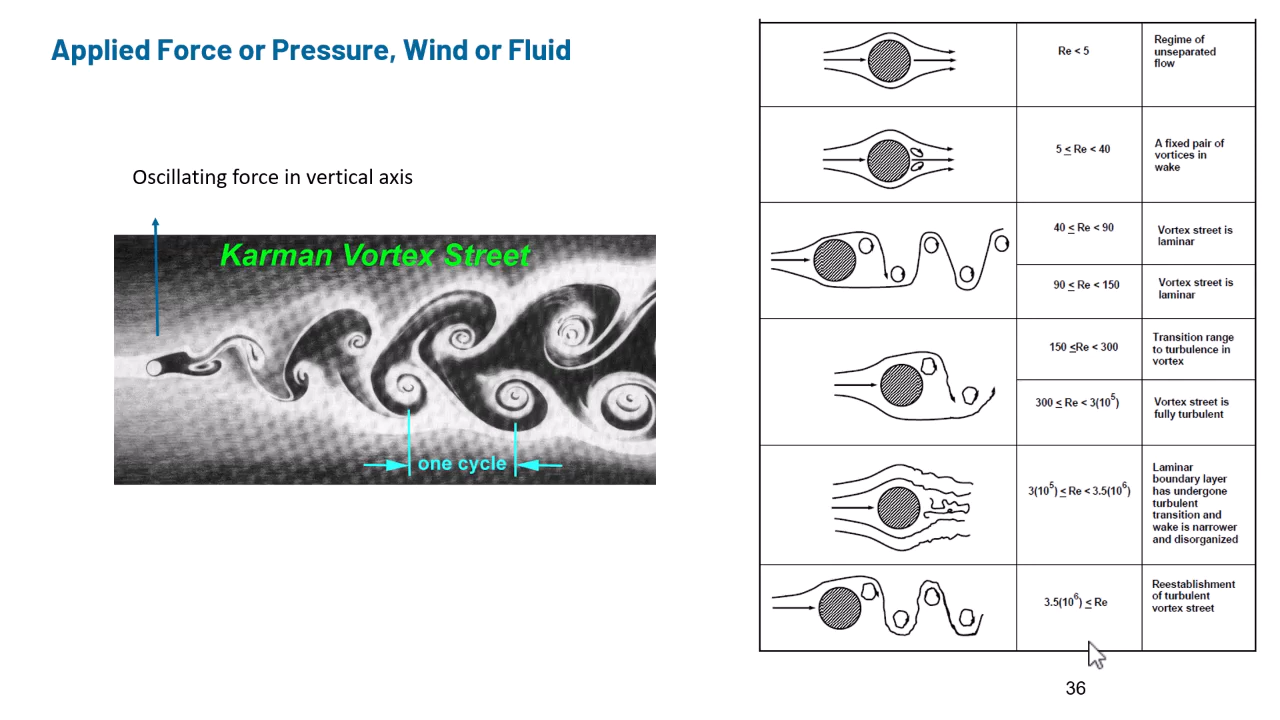 Applied Force or Pressure, Wind or Fluid
Oscillating force in vertical axis
Karman Vortex Street
one cycle
Re < 5
Regime of
unseparated
flow
5 ≤ Re < 40
A fixed pair of
vortices in
wake
40 ≤ Re < 90
Vortex street is
laminar
90 ≤ Re < 150
Vortex street is
laminar
150 ≤Re < 300
Transition range
to turbulence in
vortex
300 ≤ Re < 3(10⁵)
Vortex street is
fully turbulent
3(10⁵) ≤ Re < 3.5(10⁶)
Laminar
boundary layer
has undergone
turbulent
transition and
wake is narrower
and disorganized
3.5(10⁶) ≤ Re
Reestablishment
of turbulent
vortex street
36